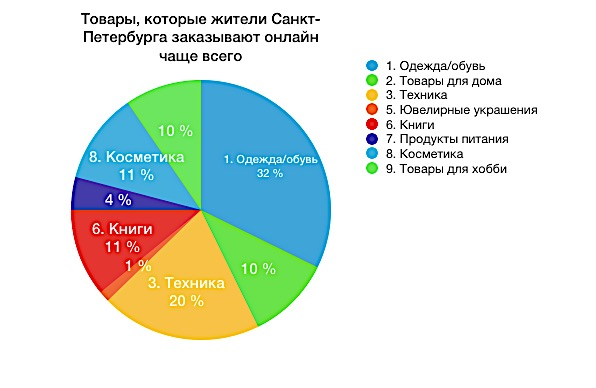 Товары, которые жители Санкт-
Петербурга заказывают онлайн
чаще всего
1. Одежда/обувь
2. Товары для дома
3. Техника
5. Ювелирные украшения
6. Книги
7. Продукты питания
8. Косметика
9. Товары для хобби
10 %
8. Косметика
11 %
1. Одежда/обувь
32 %
4 %
6. Книги
11 %
1 %
10 %
3. Техника
20 %